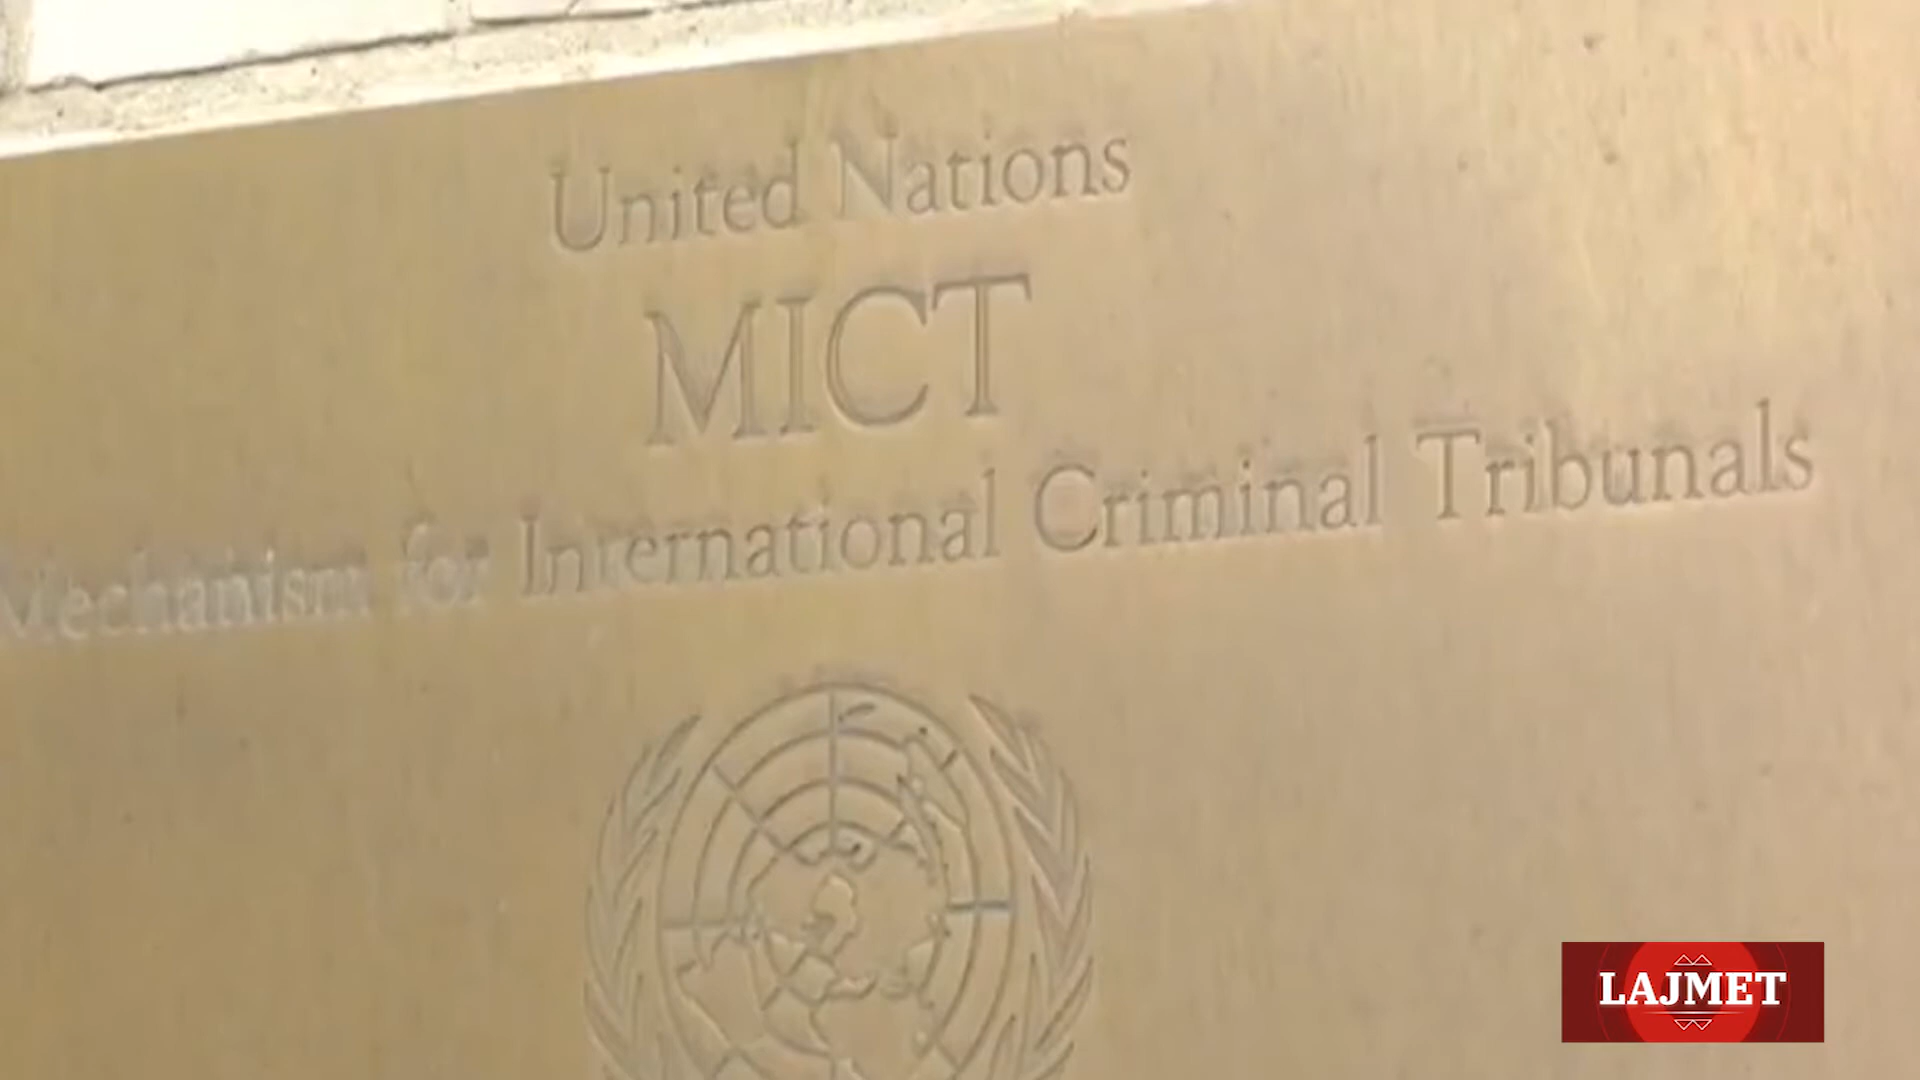 United Nations
MICT
Mechanism for International Criminal Tribunals
LAJMET